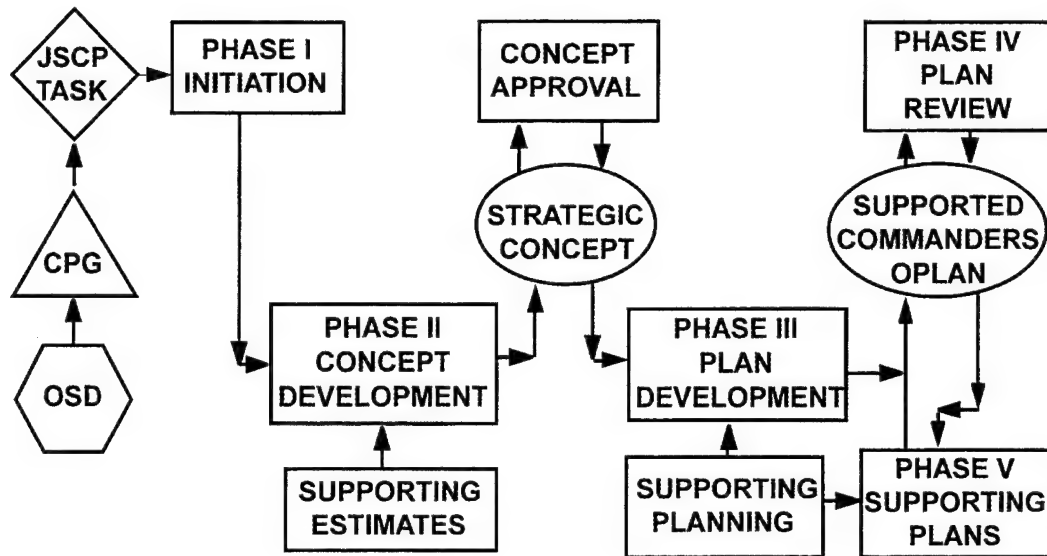 JSCP
TASK
PHASE I
INITIATION
CONCEPT
APPROVAL
PHASE IV
PLAN
REVIEW
CPG
STRATEGIC
CONCEPT
SUPPORTED
COMMANDERS
OPLAN
OSD
PHASE II
CONCEPT
DEVELOPMENT
PHASE III
PLAN
DEVELOPMENT
SUPPORTING
ESTIMATES
SUPPORTING
PLANNING
PHASE V
SUPPORTING
PLANS